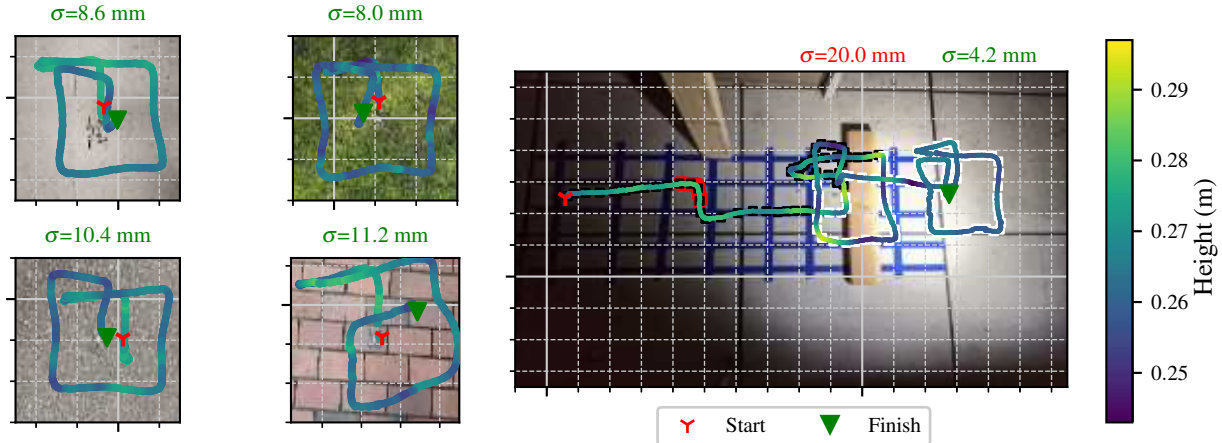 σ=8.6 mm
σ=8.0 mm
σ=20.0 mm
σ=4.2 mm
σ=10.4 mm
σ=11.2 mm
0.29
0.28
0.27
0.26
0.25
Height (m)
Start
Finish